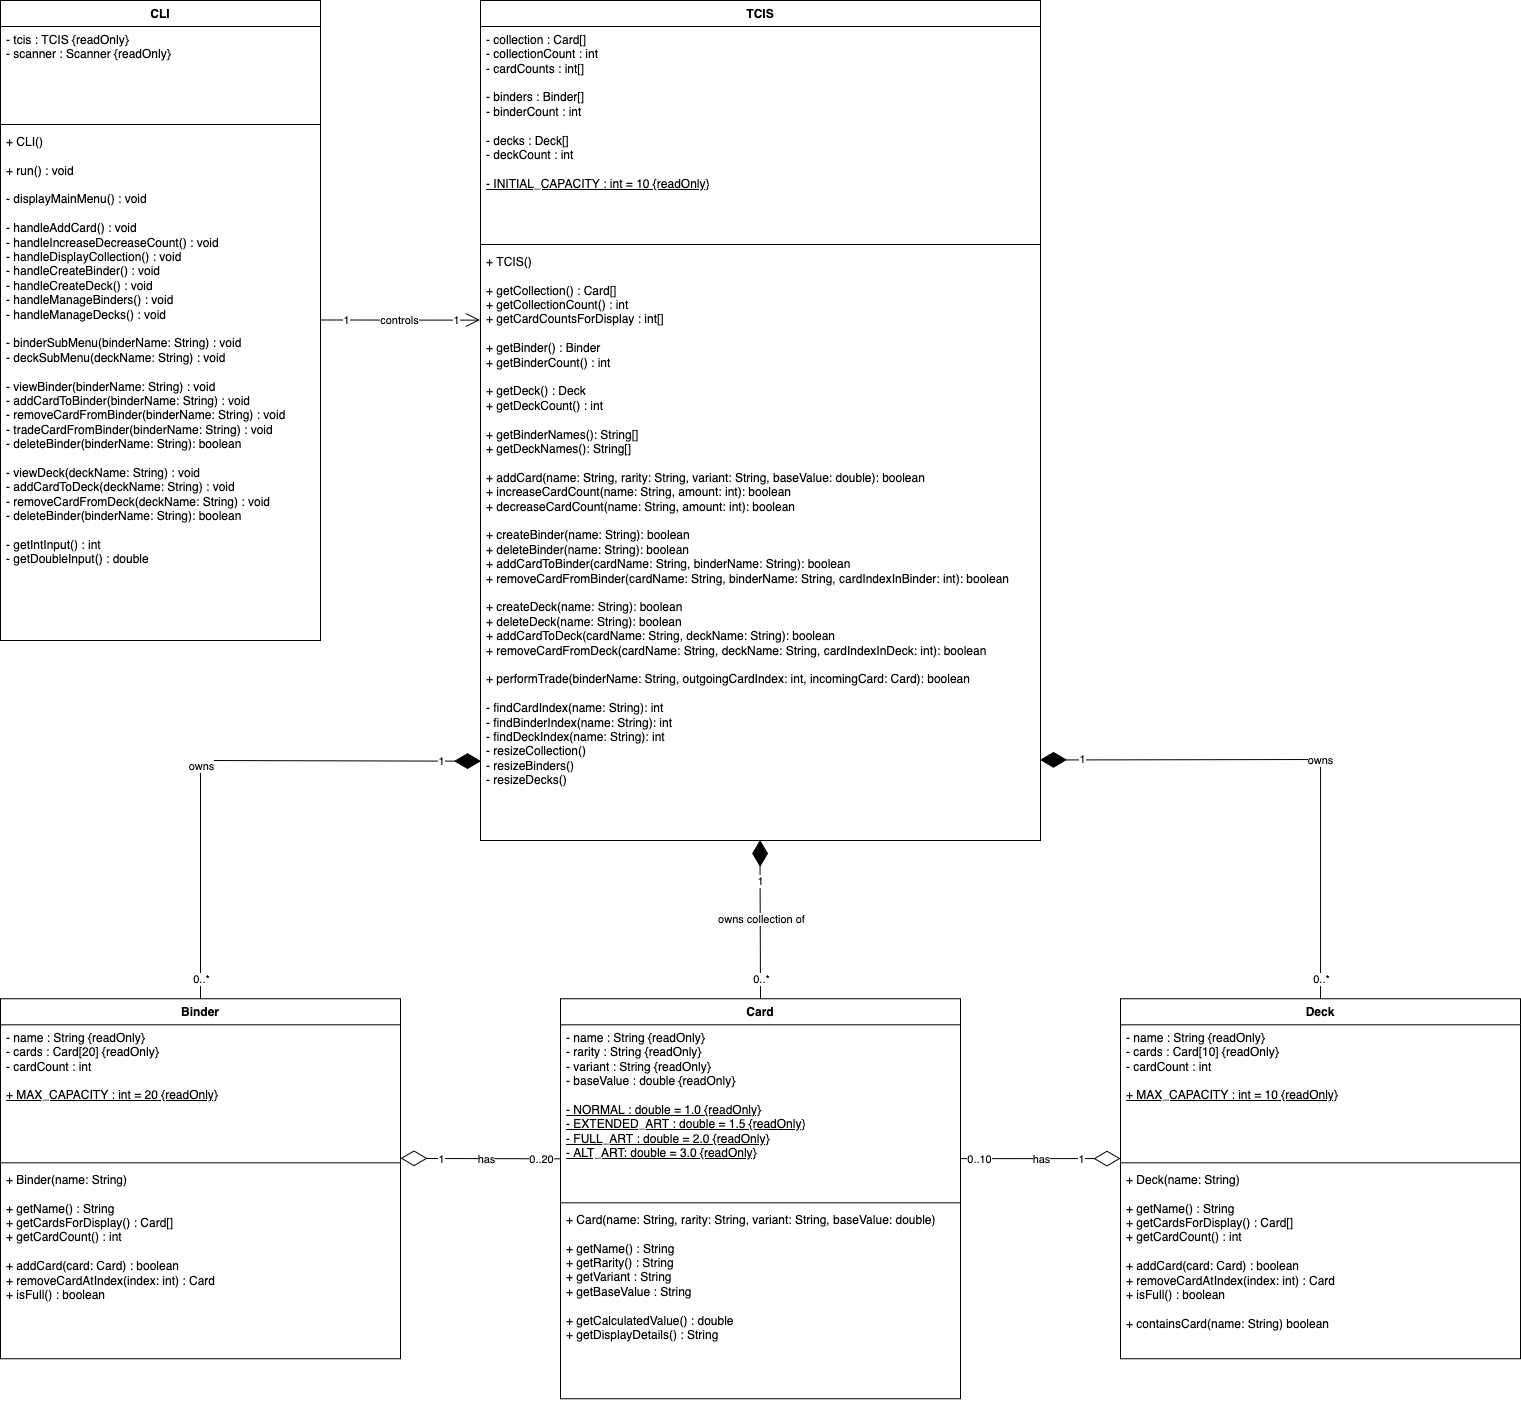 CLI
- tcis : TCIS {readOnly}
- scanner : Scanner {readOnly}
+ CLI()
+ run() : void
- displayMainMenu() : void
- handleAddCard() : void
- handleIncreaseDecreaseCount() : void
- handleDisplayCollection() : void
- handleCreateBinder() : void
- handleCreateDeck() : void
- handleManageBinders() : void
- handleManageDecks() : void
- binderSubMenu(binderName: String) : void
- deckSubMenu(deckName: String) : void
- viewBinder(binderName: String) : void
- addCardToBinder(binderName: String) : void
- removeCardFromBinder(binderName: String) : void
- tradeCardFromBinder(binderName: String) : void
- deleteBinder(binderName: String): boolean
- viewDeck(deckName: String) : void
- addCardToDeck(deckName: String) : void
- removeCardFromDeck(deckName: String) : void
- deleteBinder(binderName: String): boolean
- getIntInput() : int
- getDoubleInput() : double
1
controls
1
TCIS
- collection : Card[]
- collectionCount : int
- cardCounts : int[]
- binders : Binder[]
- binderCount : int
- decks : Deck[]
- deckCount : int
- INITIAL_CAPACITY : int = 10 {readOnly}
+ TCIS()
+ getCollection() : Card[]
+ getCollectionCount() : int
+ getCardCountsForDisplay : int[]
+ getBinder() : Binder
+ getBinderCount() : int
+ getDeck() : Deck
+ getDeckCount() : int
+ getBinderNames(): String[]
+ getDeckNames(): String[]
+ addCard(name: String, rarity: String, variant: String, baseValue: double): boolean
+ increaseCardCount(name: String, amount: int): boolean
+ decreaseCardCount(name: String, amount: int): boolean
+ createBinder(name: String): boolean
+ deleteBinder(name: String): boolean
+ addCardToBinder(cardName: String, binderName: String): boolean
+ removeCardFromBinder(cardName: String, binderName: String, cardIndexInBinder: int): boolean
+ createDeck(name: String): boolean
+ deleteDeck(name: String): boolean
+ addCardToDeck(cardName: String, deckName: String): boolean
+ removeCardFromDeck(cardName: String, deckName: String, cardIndexInDeck: int): boolean
+ performTrade(binderName: String, outgoingCardIndex: int, incomingCard: Card): boolean
- findCardIndex(name: String): int
- findBinderIndex(name: String): int
- findDeckIndex(name: String): int
- resizeCollection()
- resizeBinders()
- resizeDecks()
owns
1
0..*
1
owns collection of
0..*
1
owns
0..*
Binder
- name : String {readOnly}
- cards : Card[20] {readOnly}
- cardCount : int
+ MAX_CAPACITY : int = 20 {readOnly}
+ Binder(name: String)
+ getName() : String
+ getCardsForDisplay() : Card[]
+ getCardCount() : int
+ addCard(card: Card) : boolean
+ removeCardAtIndex(index: int) : Card
+ isFull() : boolean
1
has
0..20
Card
- name : String {readOnly}
- rarity : String {readOnly}
- variant : String {readOnly}
- baseValue : double {readOnly}
- NORMAL : double = 1.0 {readOnly}
- EXTENDED_ART : double = 1.5 {readOnly}
- FULL_ART : double = 2.0 {readOnly}
- ALT_ART: double = 3.0 {readOnly}
+ Card(name: String, rarity: String, variant: String, baseValue: double)
+ getName() : String
+ getRarity() : String
+ getVariant : String
+ getBaseValue : String
+ getCalculatedValue() : double
+ getDisplayDetails() : String
0..10
has
1
Deck
- name : String {readOnly}
- cards : Card[10] {readOnly}
- cardCount : int
+ MAX_CAPACITY : int = 10 {readOnly}
+ Deck(name: String)
+ getName() : String
+ getCardsForDisplay() : Card[]
+ getCardCount() : int
+ addCard(card: Card) : boolean
+ removeCardAtIndex(index: int) : Card
+ isFull() : boolean
+ containsCard(name: String) boolean